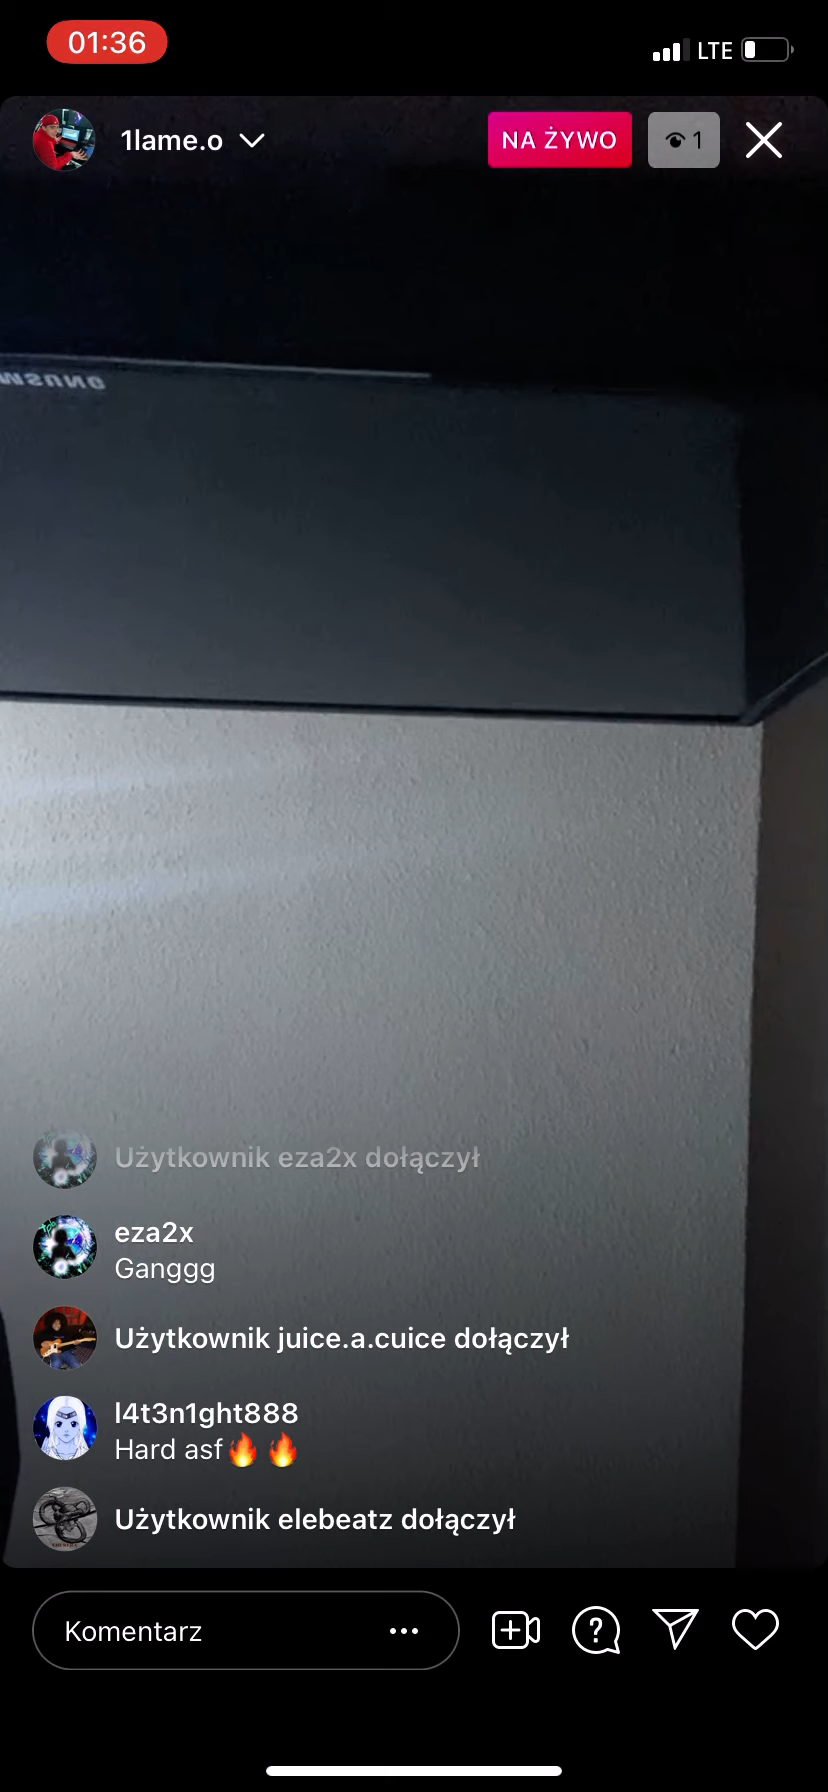 01:36
LTE
1lame.o
NA ŻYWO
1
MSUNG
Użytkownik eza2x dołączył
eza2x
Ganggg
Użytkownik juice.a.cuice dołączył
l4t3n1ght888
Hard asf🔥🔥
Użytkownik elebeatz dołączył
Komentarz